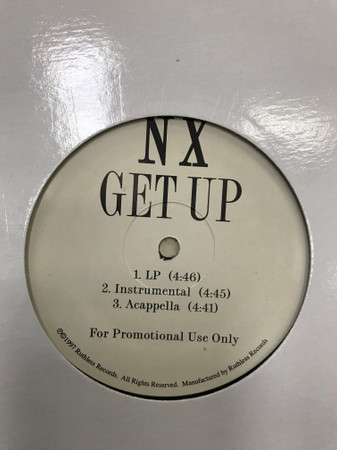 NX
GET UP
1. LP (4:46)
2. Instrumental (4:45)
3. Acappella (4:41)
For Promotional Use Only
℗©1997 Ruthless Records. All Rights Reserved. Manufactured by Ruthless Records